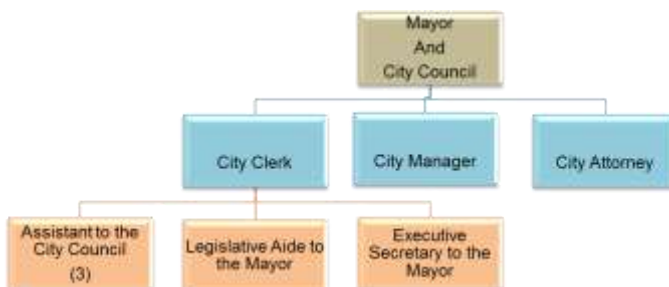 Mayor
And
City Council
City Clerk
City Manager
City Attorney
Assistant to the
City Council
(3)
Legislative Aide to
the Mayor
Executive
Secretary to the
Mayor